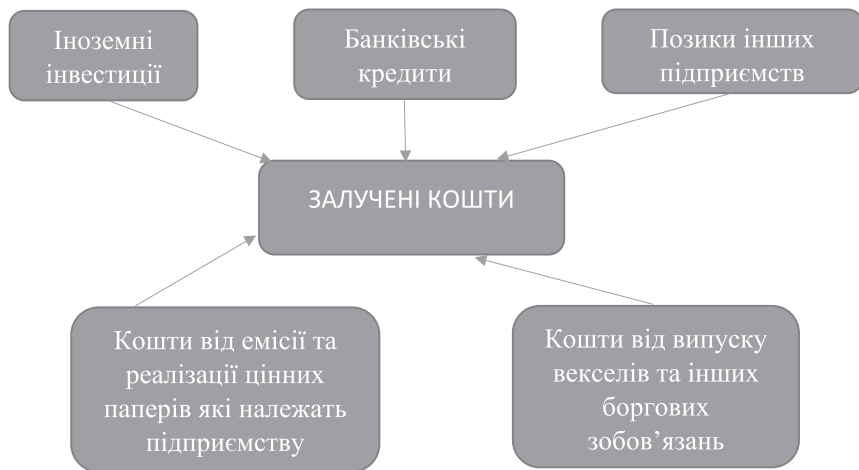 Іноземні
інвестиції
Банківські
кредити
Позики інших
підприємств
ЗАЛУЧЕНІ КОШТИ
Кошти від емісії та
реалізації цінних
паперів які належать
підприємству
Кошти від випуску
векселів та інших
боргових
зобов’язань